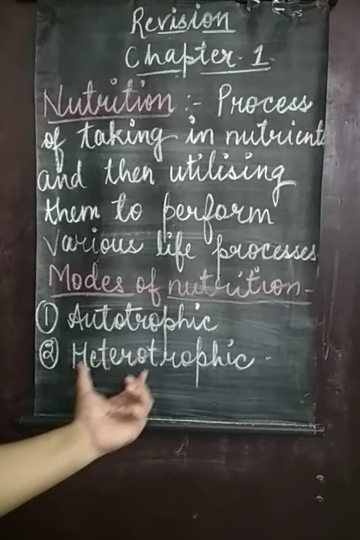 Revision
Chapter 1
Nutrition :- Process
of taking in nutrients
and then utilising
them to perform
various life processes
Modes of nutrition-
① Autotrophic
② Heterotrophic.